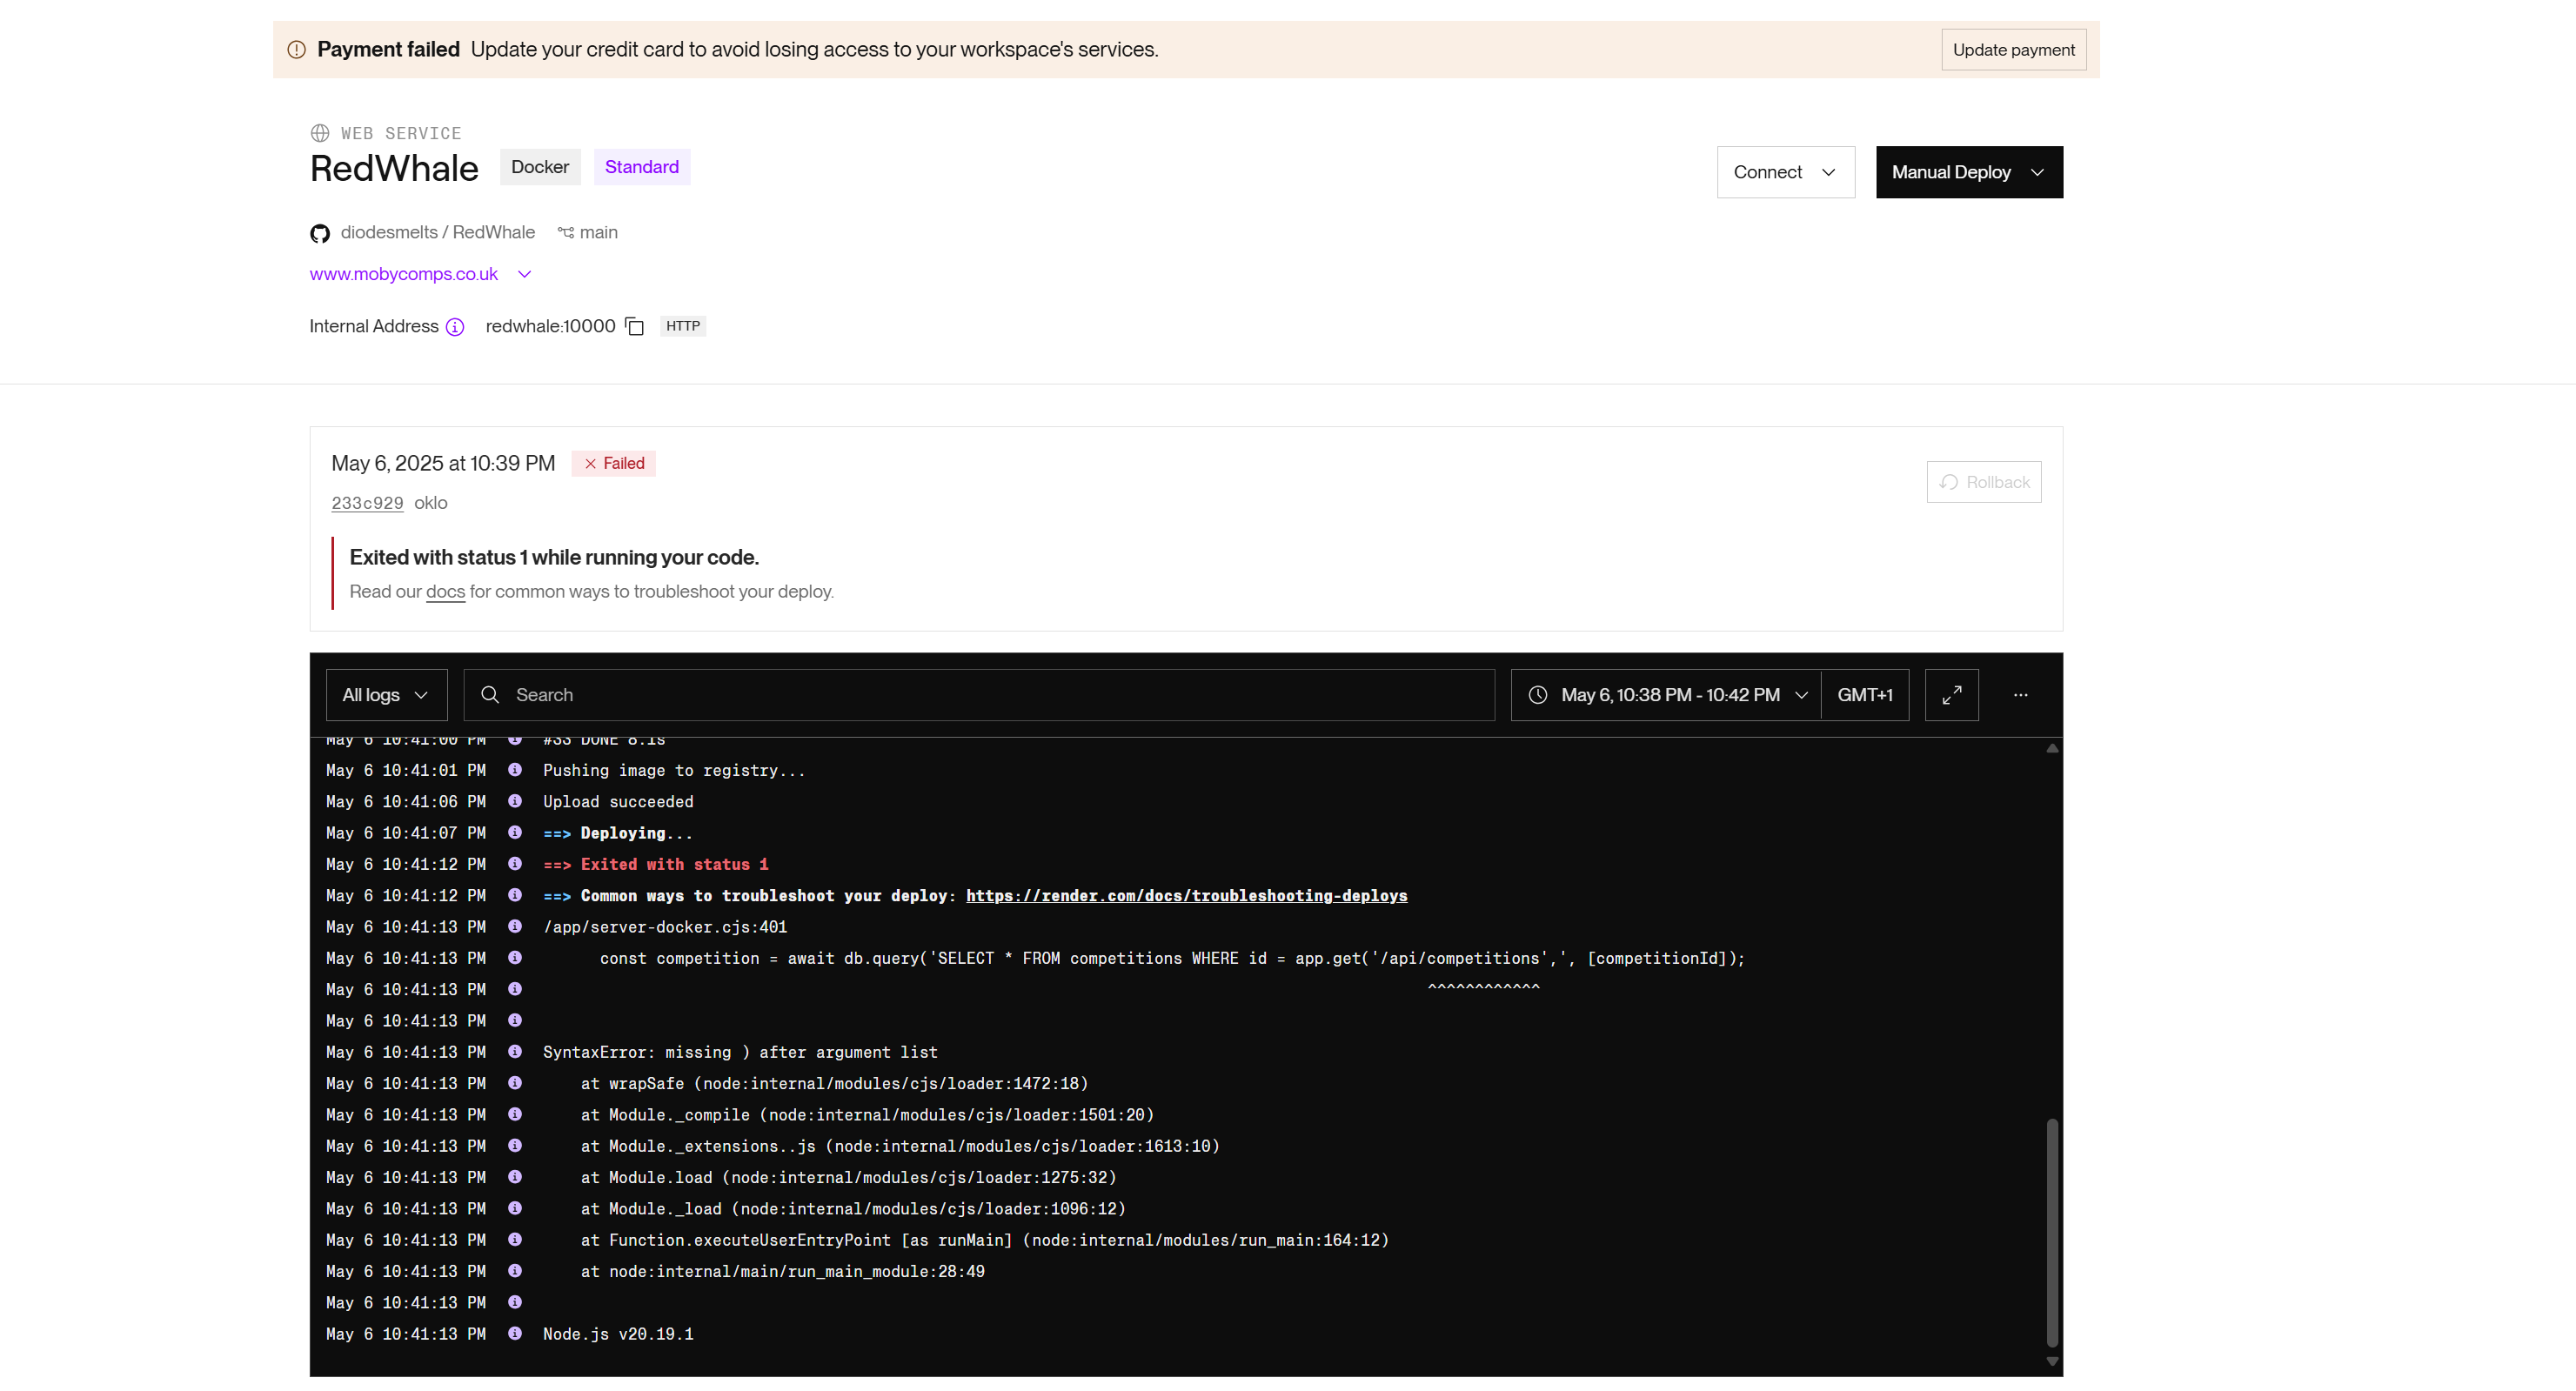 Payment failed Update your credit card to avoid losing access to your workspace's services. Update payment
WEB SERVICE
RedWhale Docker Standard
Connect Manual Deploy
diodesmelts / RedWhale main
www.mobycomps.co.uk
Internal Address redwhale:10000 HTTP
May 6, 2025 at 10:39 PM Failed
Rollback
233c929 oklo
Exited with status 1 while running your code.
Read our docs for common ways to troubleshoot your deploy.
All logs Search May 6, 10:38 PM - 10:42 PM GMT+1 ...
May 6 10:41:00 PM #33 DONE 8.1s
May 6 10:41:01 PM Pushing image to registry...
May 6 10:41:06 PM Upload succeeded
May 6 10:41:07 PM ==> Deploying...
May 6 10:41:12 PM ==> Exited with status 1
May 6 10:41:12 PM ==> Common ways to troubleshoot your deploy: https://render.com/docs/troubleshooting-deploys
May 6 10:41:13 PM /app/server-docker.cjs:401
May 6 10:41:13 PM const competition = await db.query('SELECT * FROM competitions WHERE id = app.get('/api/competitions',', [competitionId]);
May 6 10:41:13 PM ^^^^^^^^^^^^
May 6 10:41:13 PM
May 6 10:41:13 PM SyntaxError: missing ) after argument list
May 6 10:41:13 PM at wrapSafe (node:internal/modules/cjs/loader:1472:18)
May 6 10:41:13 PM at Module._compile (node:internal/modules/cjs/loader:1501:20)
May 6 10:41:13 PM at Module._extensions..js (node:internal/modules/cjs/loader:1613:10)
May 6 10:41:13 PM at Module.load (node:internal/modules/cjs/loader:1275:32)
May 6 10:41:13 PM at Module._load (node:internal/modules/cjs/loader:1096:12)
May 6 10:41:13 PM at Function.executeUserEntryPoint [as runMain] (node:internal/modules/run_main:164:12)
May 6 10:41:13 PM at node:internal/main/run_main_module:28:49
May 6 10:41:13 PM
May 6 10:41:13 PM Node.js v20.19.1